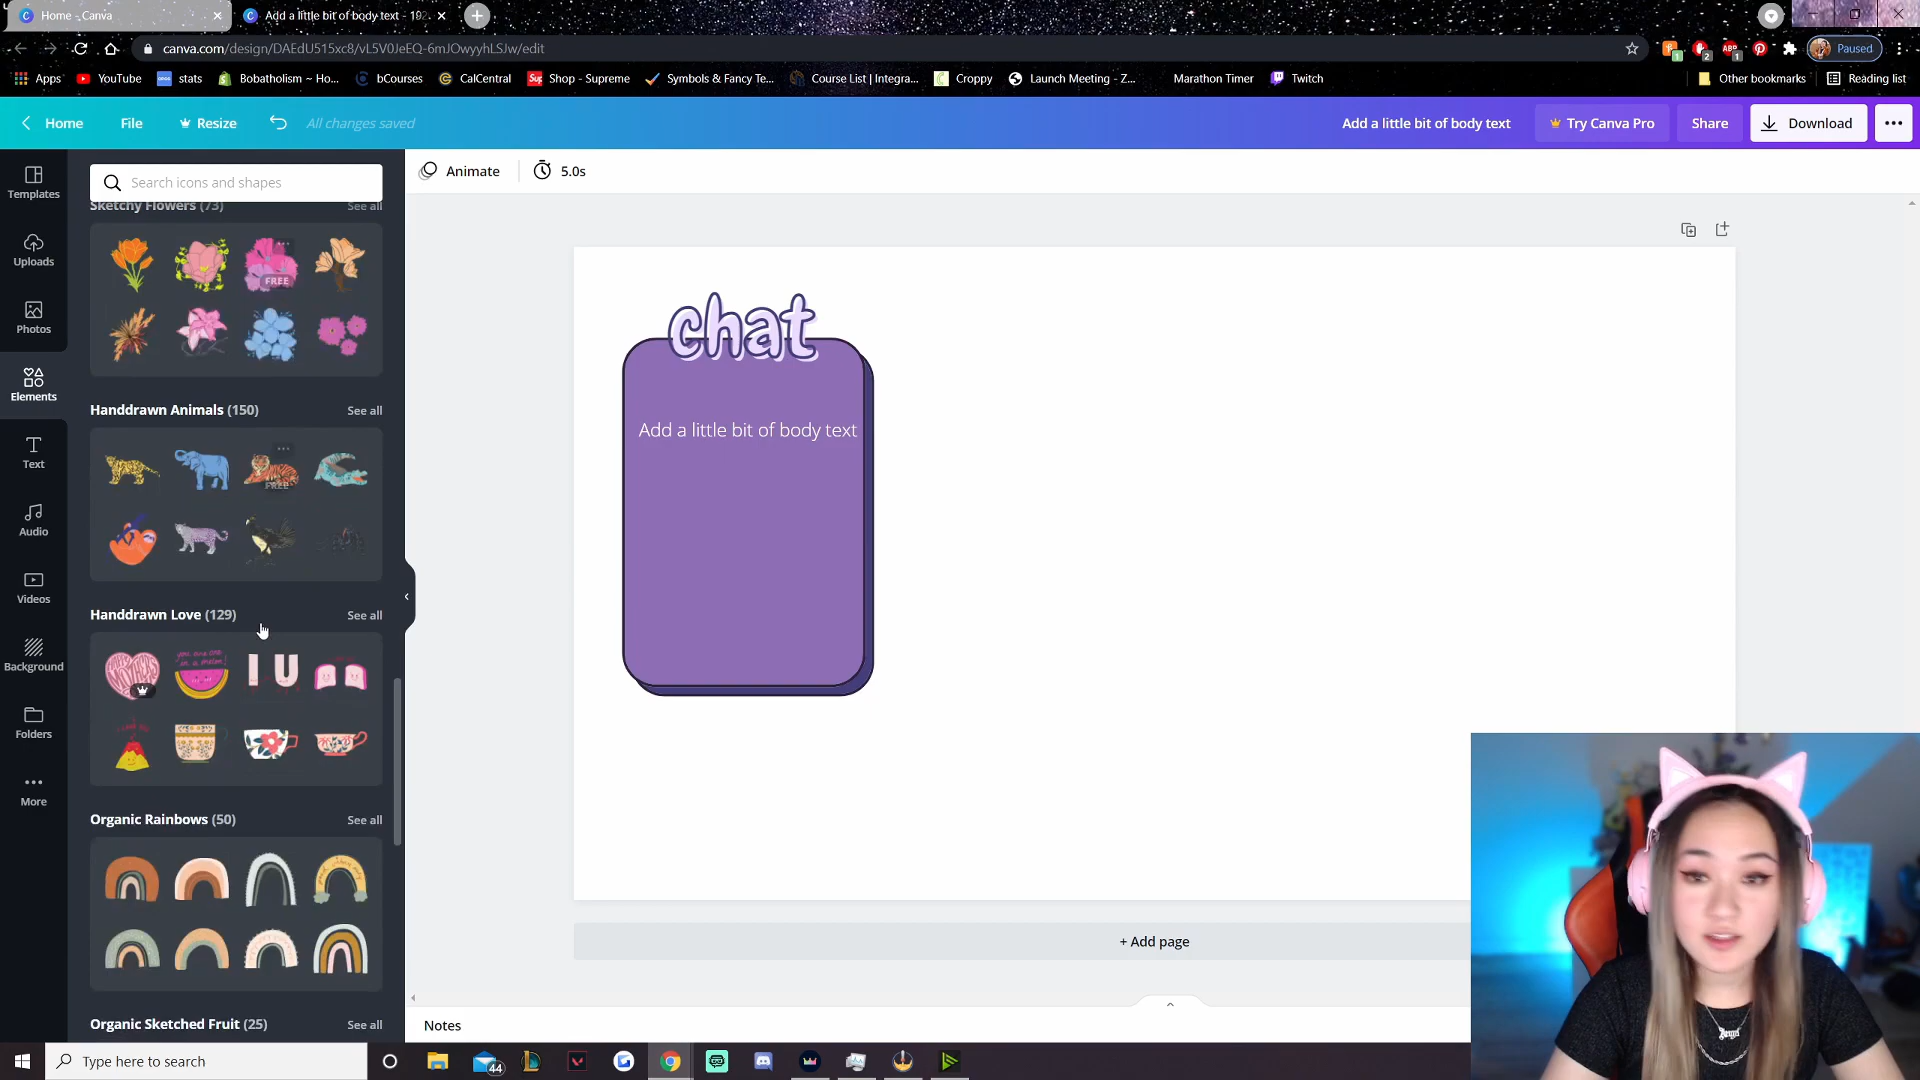 Home - Canva
Add a little bit of body text - 192
canva.com/design/DAEdU515xc8/vL5V0JeEQ-6mJOwyyhLSJw/edit
Paused
Apps
YouTube
stats
Bobatholism ~ Ho...
bCourses
CalCentral
Shop - Supreme
Symbols & Fancy Te...
Course List | Integra...
Croppy
Launch Meeting - Z...
Marathon Timer
Twitch
Other bookmarks
Reading list
Home
File
Resize
All changes saved
Add a little bit of body text
Try Canva Pro
Share
Download
Templates
Uploads
Photos
Elements
Text
Audio
Videos
Background
Folders
More
Search icons and shapes
Sketchy Flowers (73)
See all
FREE
Handdrawn Animals (150)
See all
FREE
Handdrawn Love (129)
See all
I U
Organic Rainbows (50)
See all
Organic Sketched Fruit (25)
See all
Animate
5.0s
chat
Add a little bit of body text
+ Add page
Notes
Type here to search
44